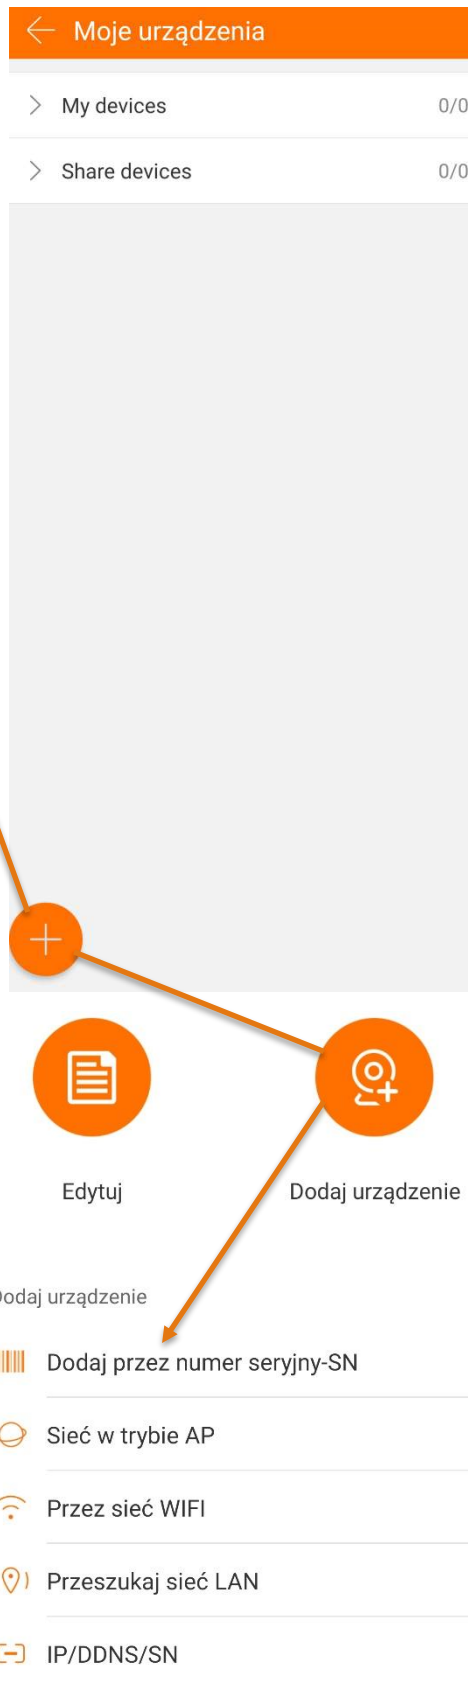 Moje urządzenia
My devices 0/0
Share devices 0/0
Edytuj Dodaj urządzenie
Dodaj urządzenie
Dodaj przez numer seryjny-SN
Sieć w trybie AP
Przez sieć WIFI
Przeszukaj sieć LAN
IP/DDNS/SN